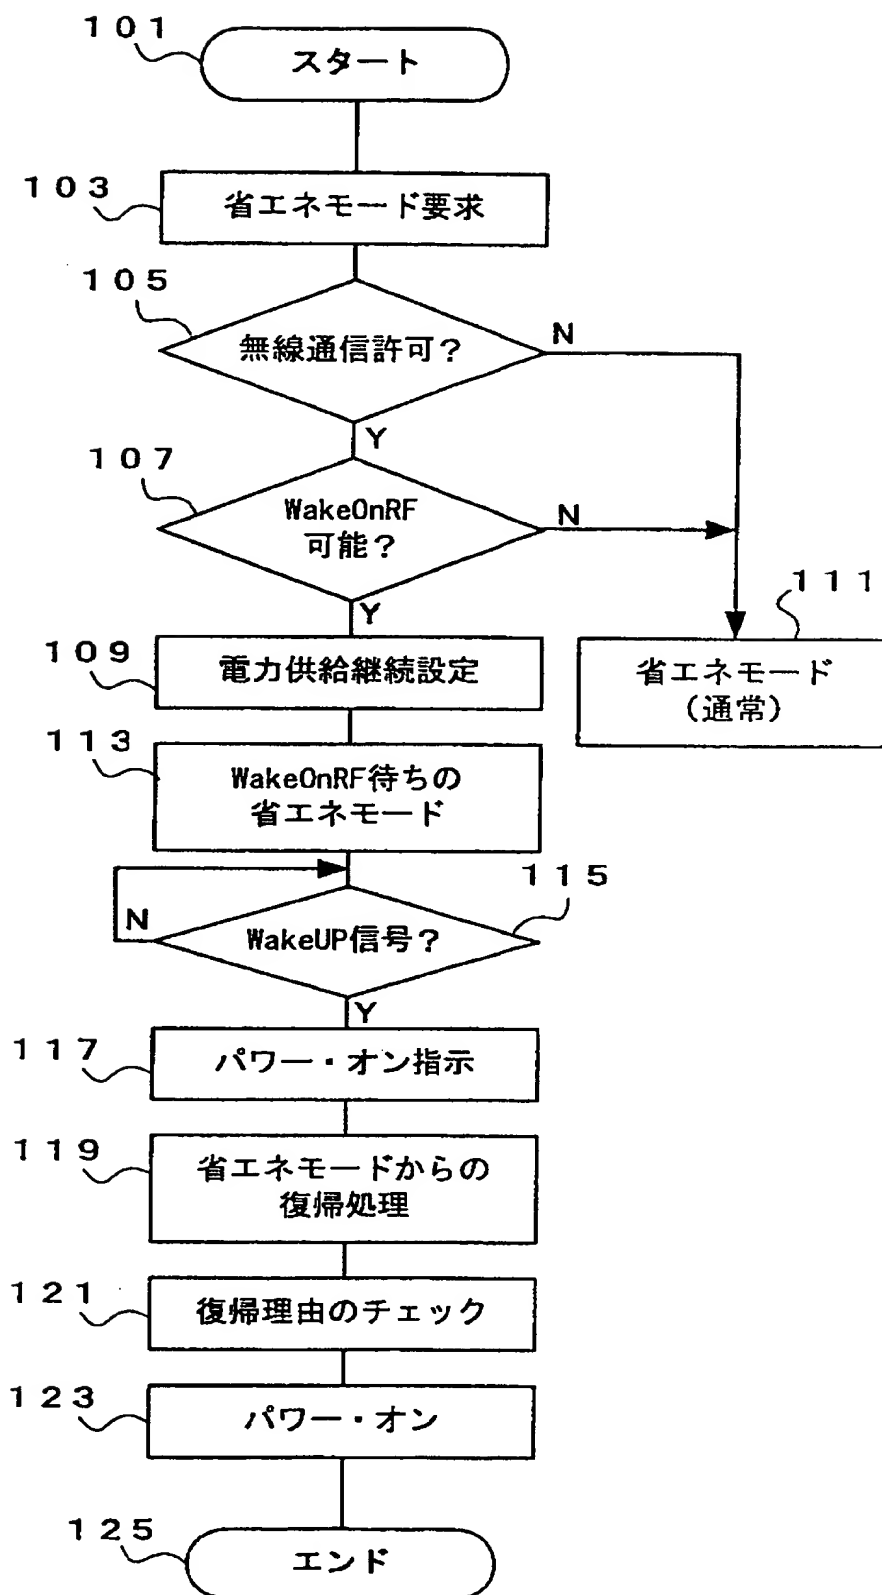 １０１
スタート
１０３
省エネモード要求
１０５
無線通信許可？
N
Y
１０７
WakeOnRF
可能？
N
Y
１１１
省エネモード
（通常）
１０９
電力供給継続設定
１１３
WakeOnRF待ちの
省エネモード
１１５
WakeUP信号？
N
Y
１１７
パワー・オン指示
１１９
省エネモードからの
復帰処理
１２１
復帰理由のチェック
１２３
パワー・オン
１２５
エンド